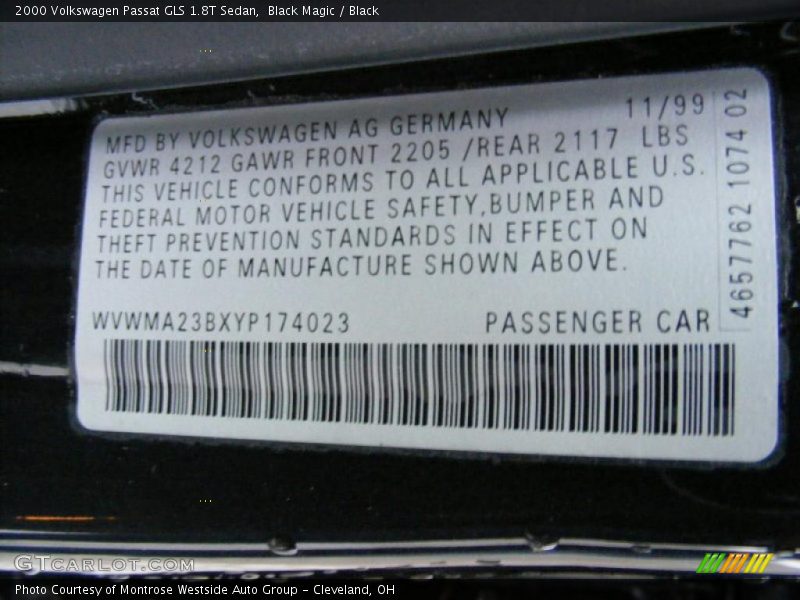 2000 Volkswagen Passat GLS 1.8T Sedan,  Black Magic / Black
MFD BY VOLKSWAGEN AG GERMANY 11/99
GVWR 4212 GAWR FRONT 2205 /REAR 2117 LBS
THIS VEHICLE CONFORMS TO ALL APPLICABLE U.S.
FEDERAL MOTOR VEHICLE SAFETY,BUMPER AND
THEFT PREVENTION STANDARDS IN EFFECT ON
THE DATE OF MANUFACTURE SHOWN ABOVE.
WVWMA23BXYP174023 PASSENGER CAR
4657762 1074 02
GTCARLOT.COM
Photo Courtesy of Montrose Westside Auto Group - Cleveland, OH